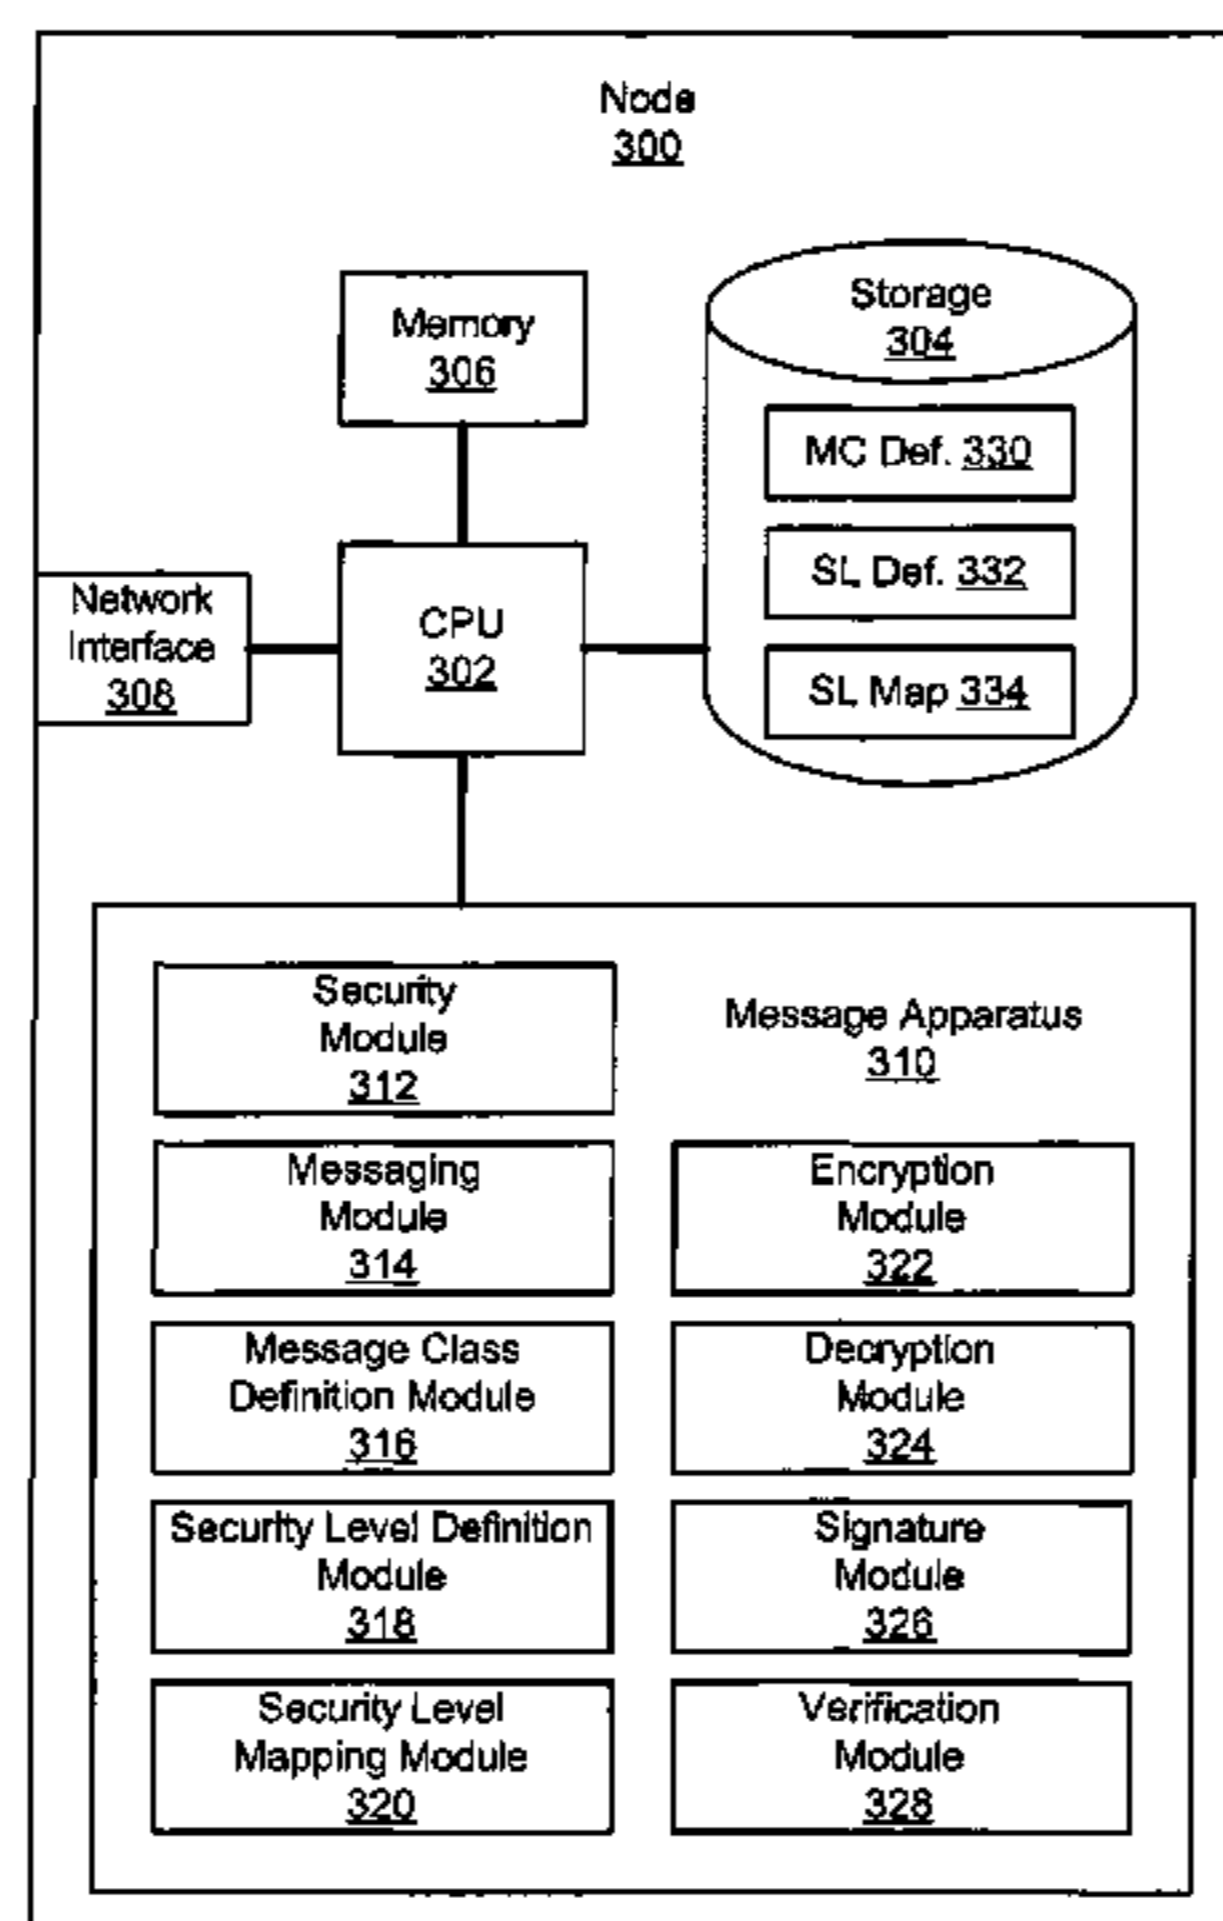 Node
300
Memory
306
Storage
304
MC Def. 330
SL Def. 332
SL Map 334
Network
Interface
308
CPU
302
Message Apparatus
310
Security
Module
312
Messaging
Module
314
Message Class
Definition Module
316
Security Level Definition
Module
318
Security Level
Mapping Module
320
Encryption
Module
322
Decryption
Module
324
Signature
Module
326
Verification
Module
328